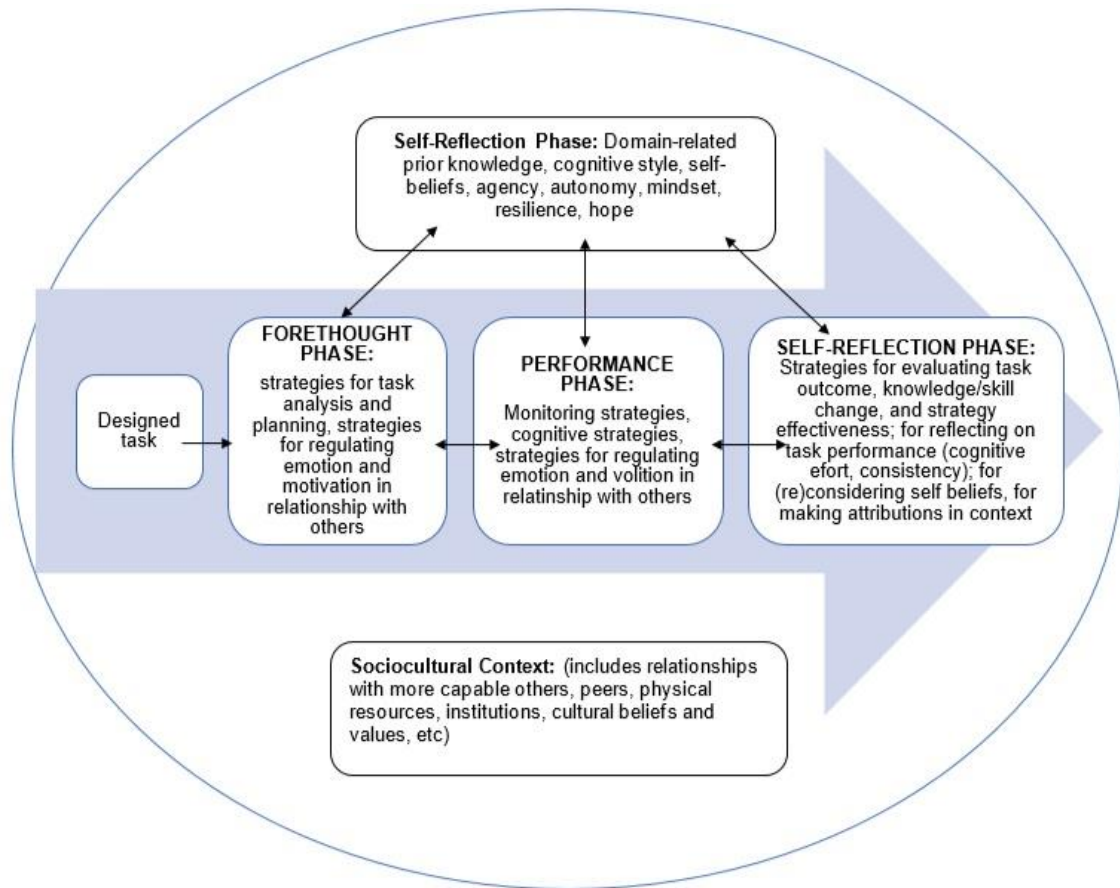 Self-Reflection Phase: Domain-related
prior knowledge, cognitive style, self-
beliefs, agency, autonomy, mindset,
resilience, hope
Designed
task
FORETHOUGHT
PHASE:
strategies for task
analysis and
planning, strategies
for regulating
emotion and
motivation in
relationship with
others
PERFORMANCE
PHASE:
Monitoring strategies,
cognitive strategies,
strategies for regulating
emotion and volition in
relatinship with others
SELF-REFLECTION PHASE:
Strategies for evaluating task
outcome, knowledge/skill
change, and strategy
effectiveness; for reflecting on
task performance (cognitive
efort, consistency); for
(re)considering self beliefs, for
making attributions in context
Sociocultural Context: (includes relationships
with more capable others, peers, physical
resources, institutions, cultural beliefs and
values, etc)